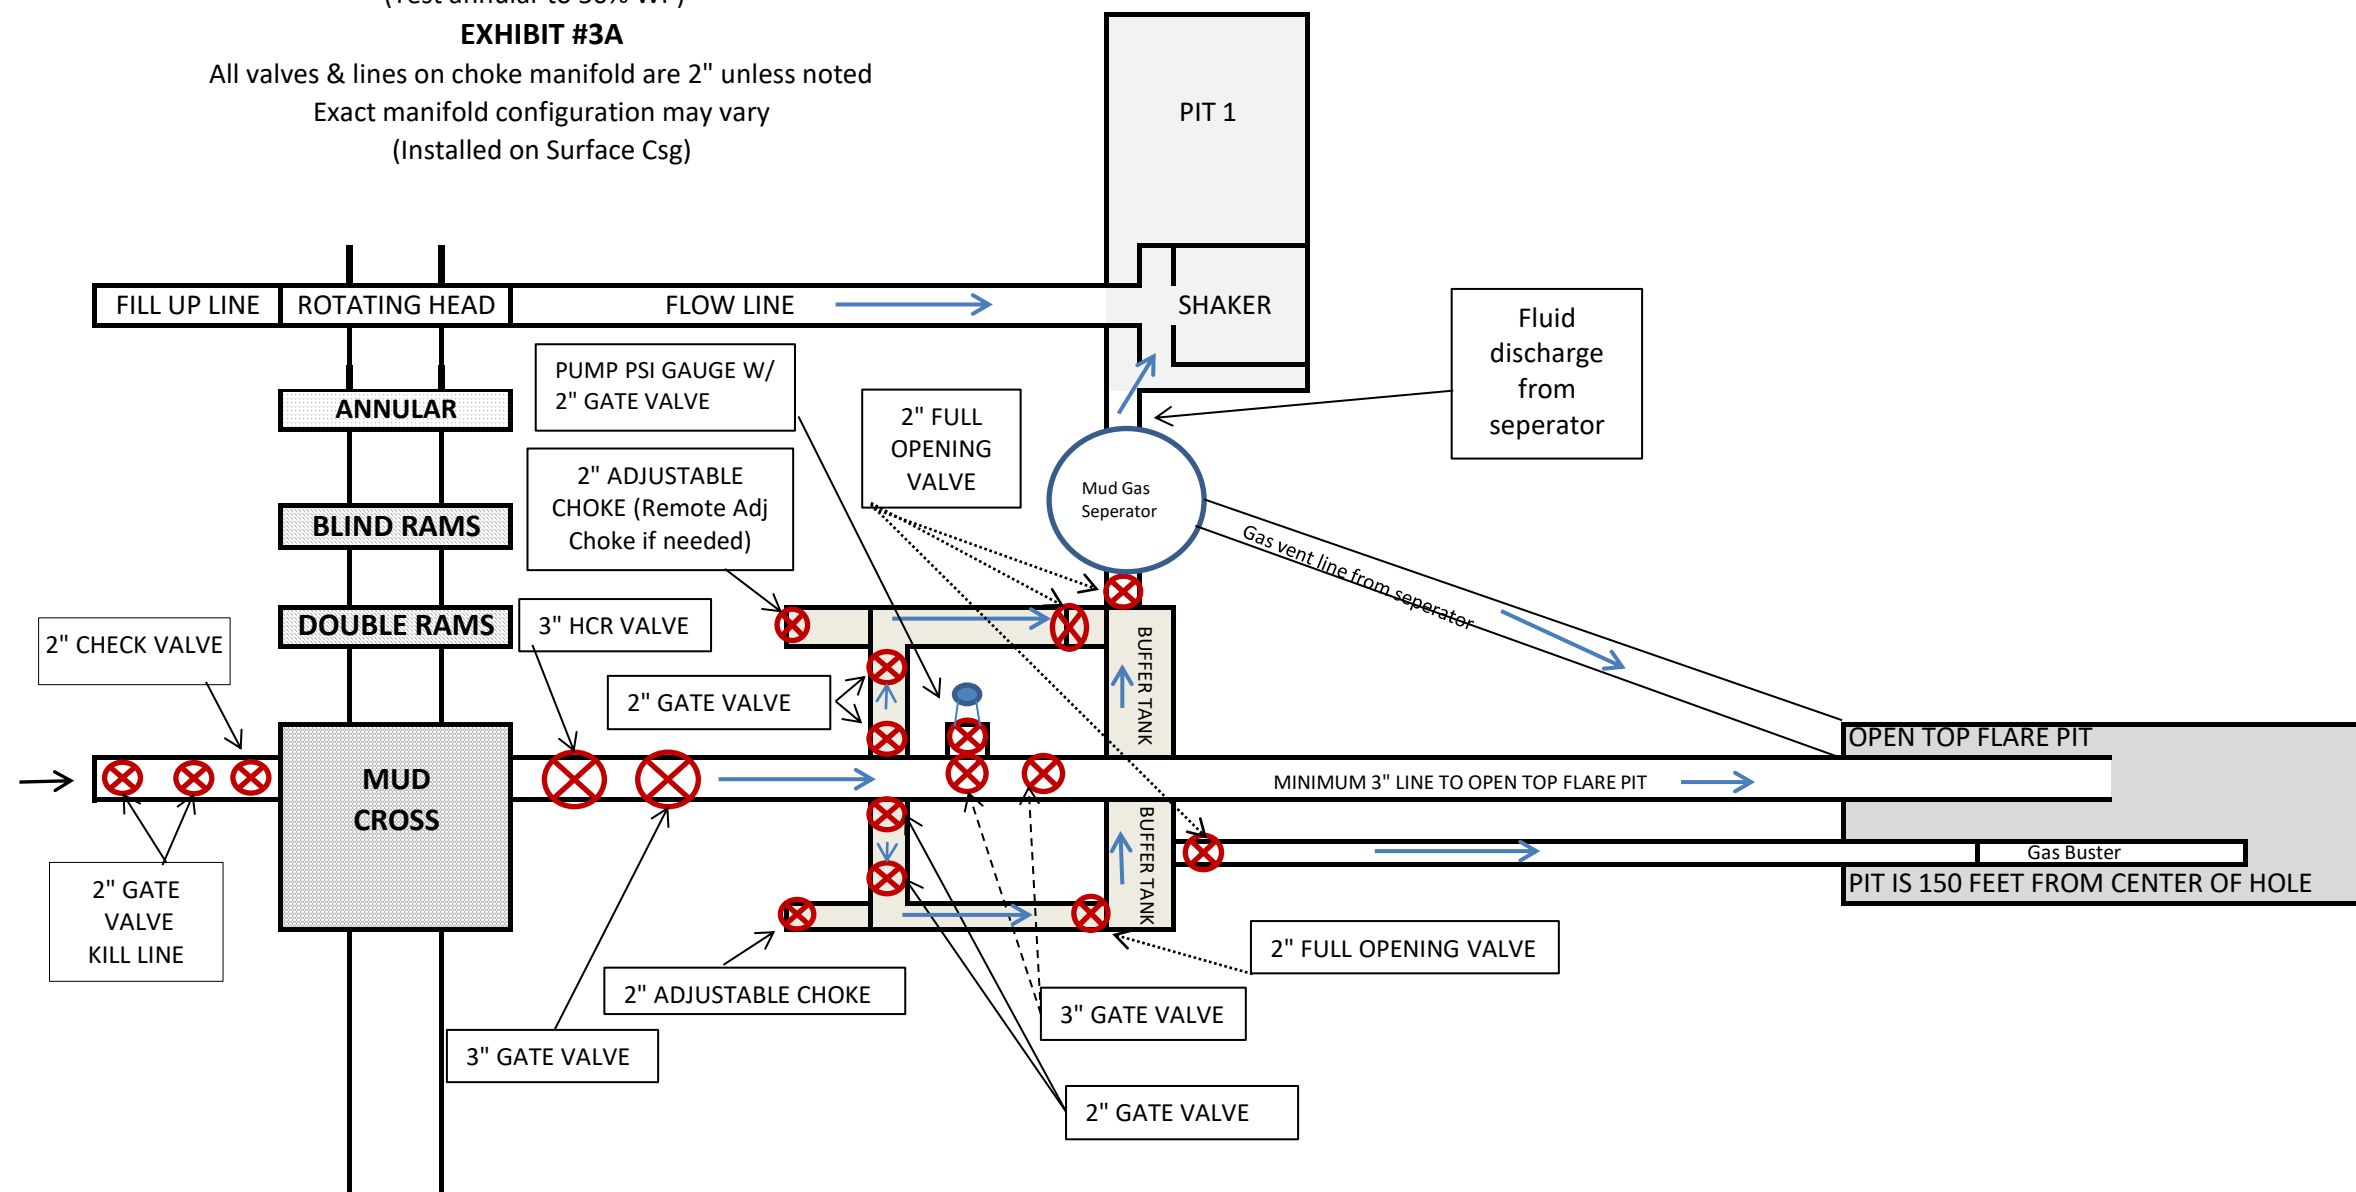 (Test annular to 50% WP)
EXHIBIT #3A
All valves & lines on choke manifold are 2" unless noted
Exact manifold configuration may vary
(Installed on Surface Csg)
PIT 1
FILL UP LINE
ROTATING HEAD
FLOW LINE
SHAKER
Fluid
discharge
from
seperator
PUMP PSI GAUGE W/
2" GATE VALVE
ANNULAR
2" FULL
OPENING
VALVE
2" ADJUSTABLE
CHOKE (Remote Adj
Choke if needed)
Mud Gas
Seperator
BLIND RAMS
Gas vent line from seperator
DOUBLE RAMS
3" HCR VALVE
2" CHECK VALVE
2" GATE VALVE
BUFFER TANK
OPEN TOP FLARE PIT
MUD
CROSS
MINIMUM 3" LINE TO OPEN TOP FLARE PIT
BUFFER TANK
Gas Buster
PIT IS 150 FEET FROM CENTER OF HOLE
2" GATE
VALVE
KILL LINE
2" FULL OPENING VALVE
2" ADJUSTABLE CHOKE
3" GATE VALVE
3" GATE VALVE
2" GATE VALVE